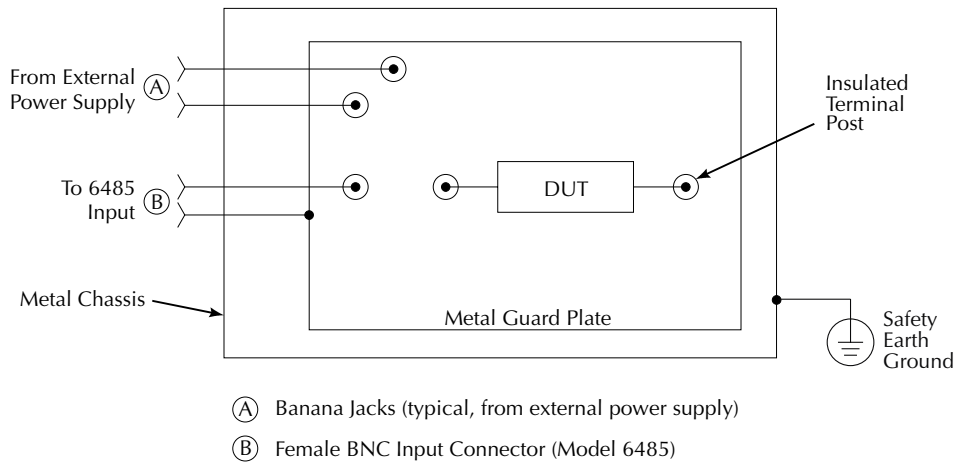 From External
Power Supply
A
To 6485
Input
B
Insulated
Terminal
Post
DUT
Metal Chassis
Metal Guard Plate
Safety
Earth
Ground
A Banana Jacks (typical, from external power supply)
B Female BNC Input Connector (Model 6485)